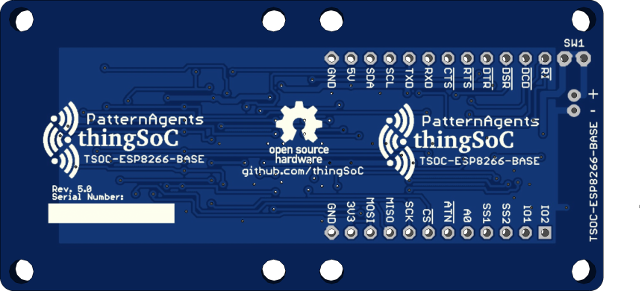 SW1
GND 5V SDA SCL TXD RXD CTS RTS DTR DSR DCD RI
+
-
PatternAgents
thingSoC
TSOC-ESP8266-BASE
open source
hardware
github.com/thingSoC
PatternAgents
thingSoC
TSOC-ESP8266-BASE
TSOC-ESP8266-BASE
Rev. 5.0
Serial Number:
GND 3V3 MOSI MISO SCK CS ATN A0 SS1 SS2 IO1 IO2